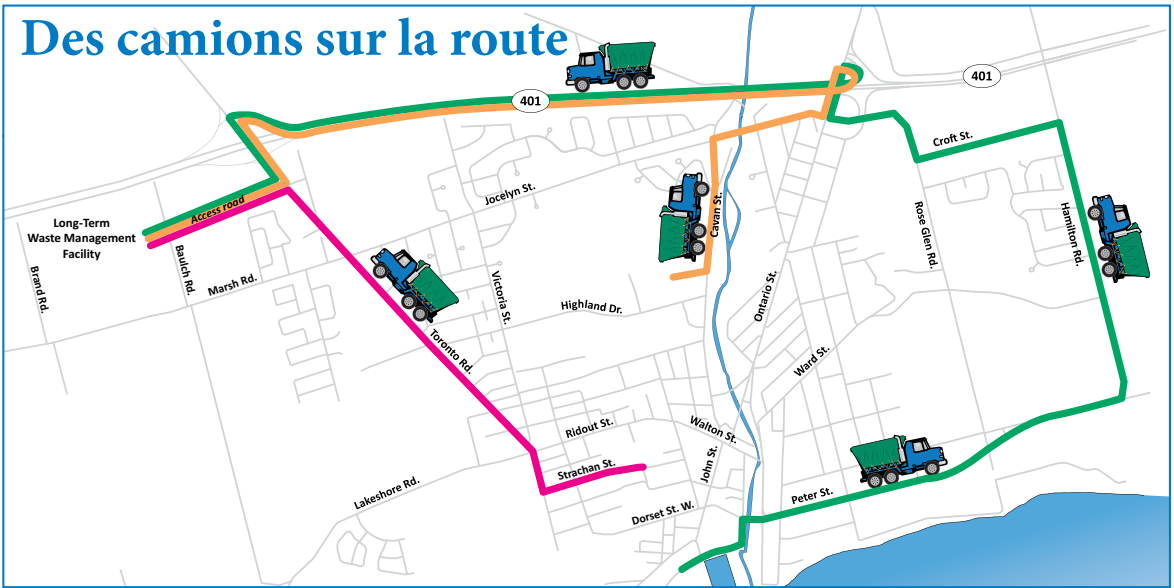 Des camions sur la route
401
401
Croft St.
Jocelyn St.
Access road
Long-Term
Waste Management
Facility
Cavan St.
Rose Glen Rd.
Hamilton Rd.
Brand Rd.
Baulch Rd.
Marsh Rd.
Victoria St.
Highland Dr.
Ontario St.
Toronto Rd.
Ward St.
Ridout St.
Walton St.
John St.
Strachan St.
Lakeshore Rd.
Peter St.
Dorset St. W.